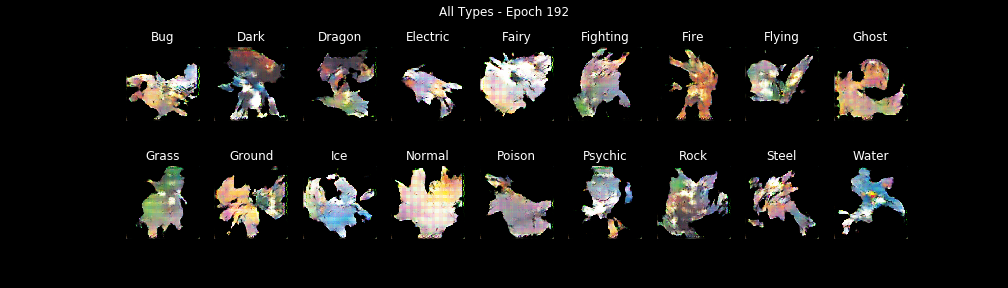 All Types - Epoch 192
Bug Dark Dragon Electric Fairy Fighting Fire Flying Ghost
Grass Ground Ice Normal Poison Psychic Rock Steel Water